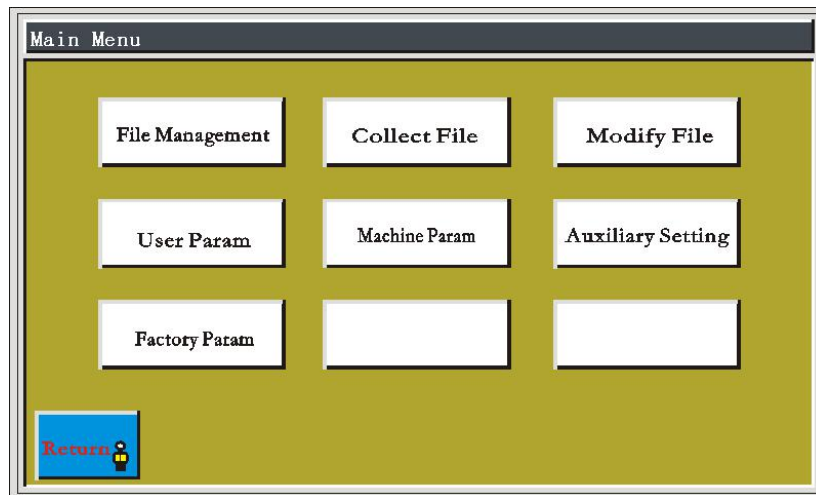 Main Menu
File Management
Collect File
Modify File
User Param
Machine Param
Auxiliary Setting
Factory Param
Return